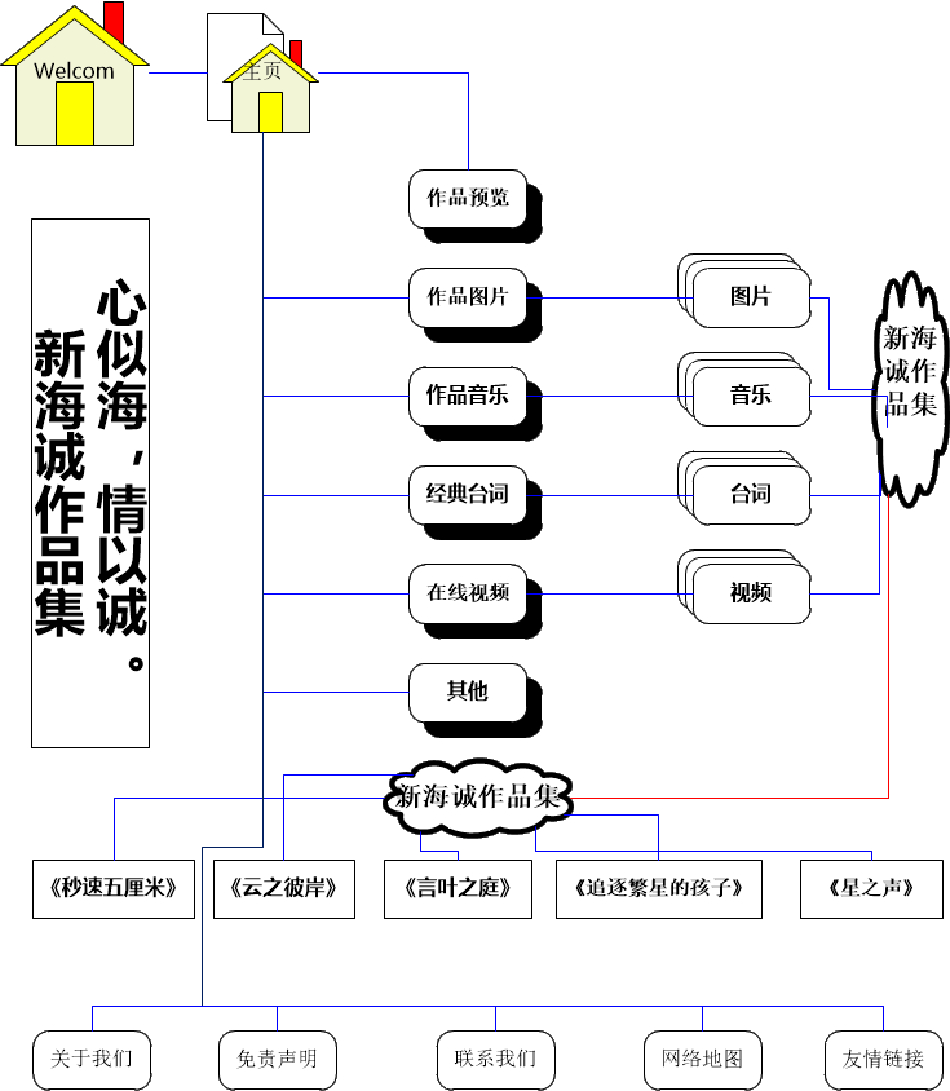 Welcom
主页
作品预览
心似海，情以诚。
新海诚作品集
作品图片
图片
新海
诚作
品集
作品音乐
音乐
经典台词
台词
在线视频
视频
其他
新海诚作品集
《秒速五厘米》
《云之彼岸》
《言叶之庭》
《追逐繁星的孩子》
《星之声》
关于我们
免责声明
联系我们
网络地图
友情链接